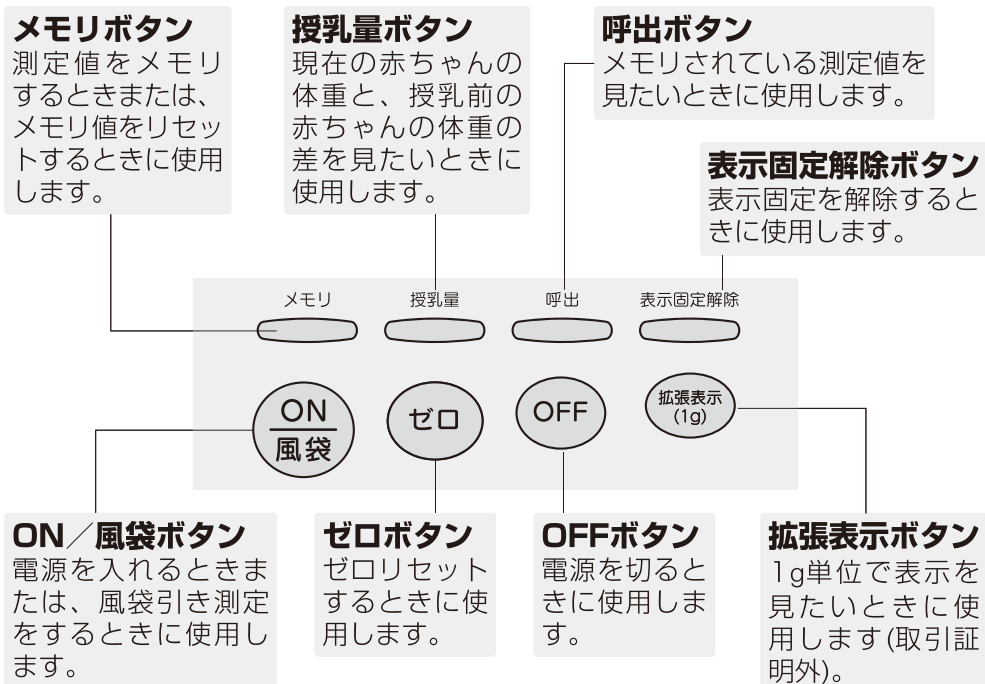 メモリボタン
測定値をメモリ
するときまたは、
メモリ値をリセッ
トするときに使用
します。
授乳量ボタン
現在の赤ちゃんの
体重と、授乳前の
赤ちゃんの体重の
差を見たいときに
使用します。
呼出ボタン
メモリされている測定値を
見たいときに使用します。
表示固定解除ボタン
表示固定を解除すると
きに使用します。
メモリ
授乳量
呼出
表示固定解除
ON
風袋
ゼロ
OFF
拡張表示
(1g)
ON/風袋ボタン
電源を入れるときま
たは、風袋引き測定
をするときに使用し
ます。
ゼロボタン
ゼロリセット
するときに使
用します。
OFFボタン
電源を切ると
きに使用しま
す。
拡張表示ボタン
1g単位で表示を
見たいときに使
用します(取引証
明外)。